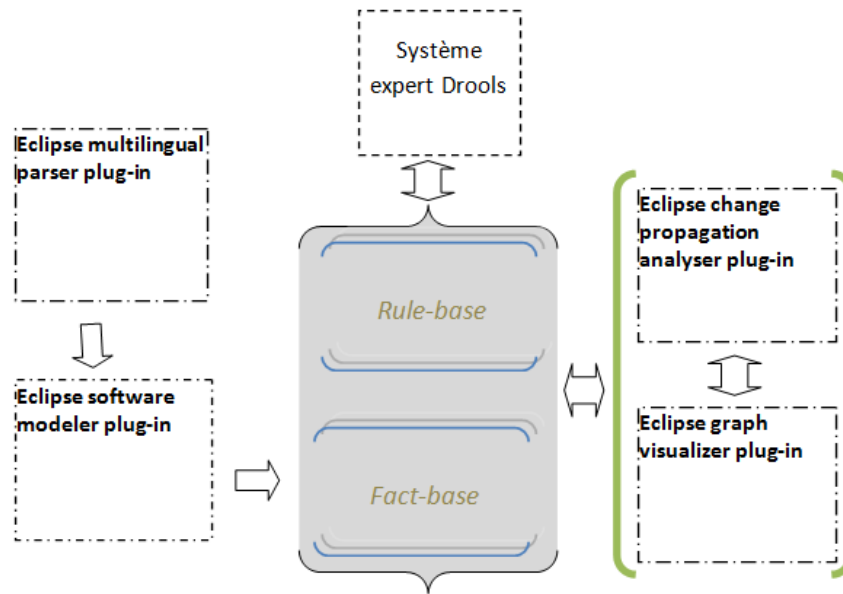 Système
expert Drools
Eclipse multilingual
parser plug-in
Eclipse change
propagation
analyser plug-in
Rule-base
Eclipse software
modeler plug-in
Eclipse graph
visualizer plug-in
Fact-base